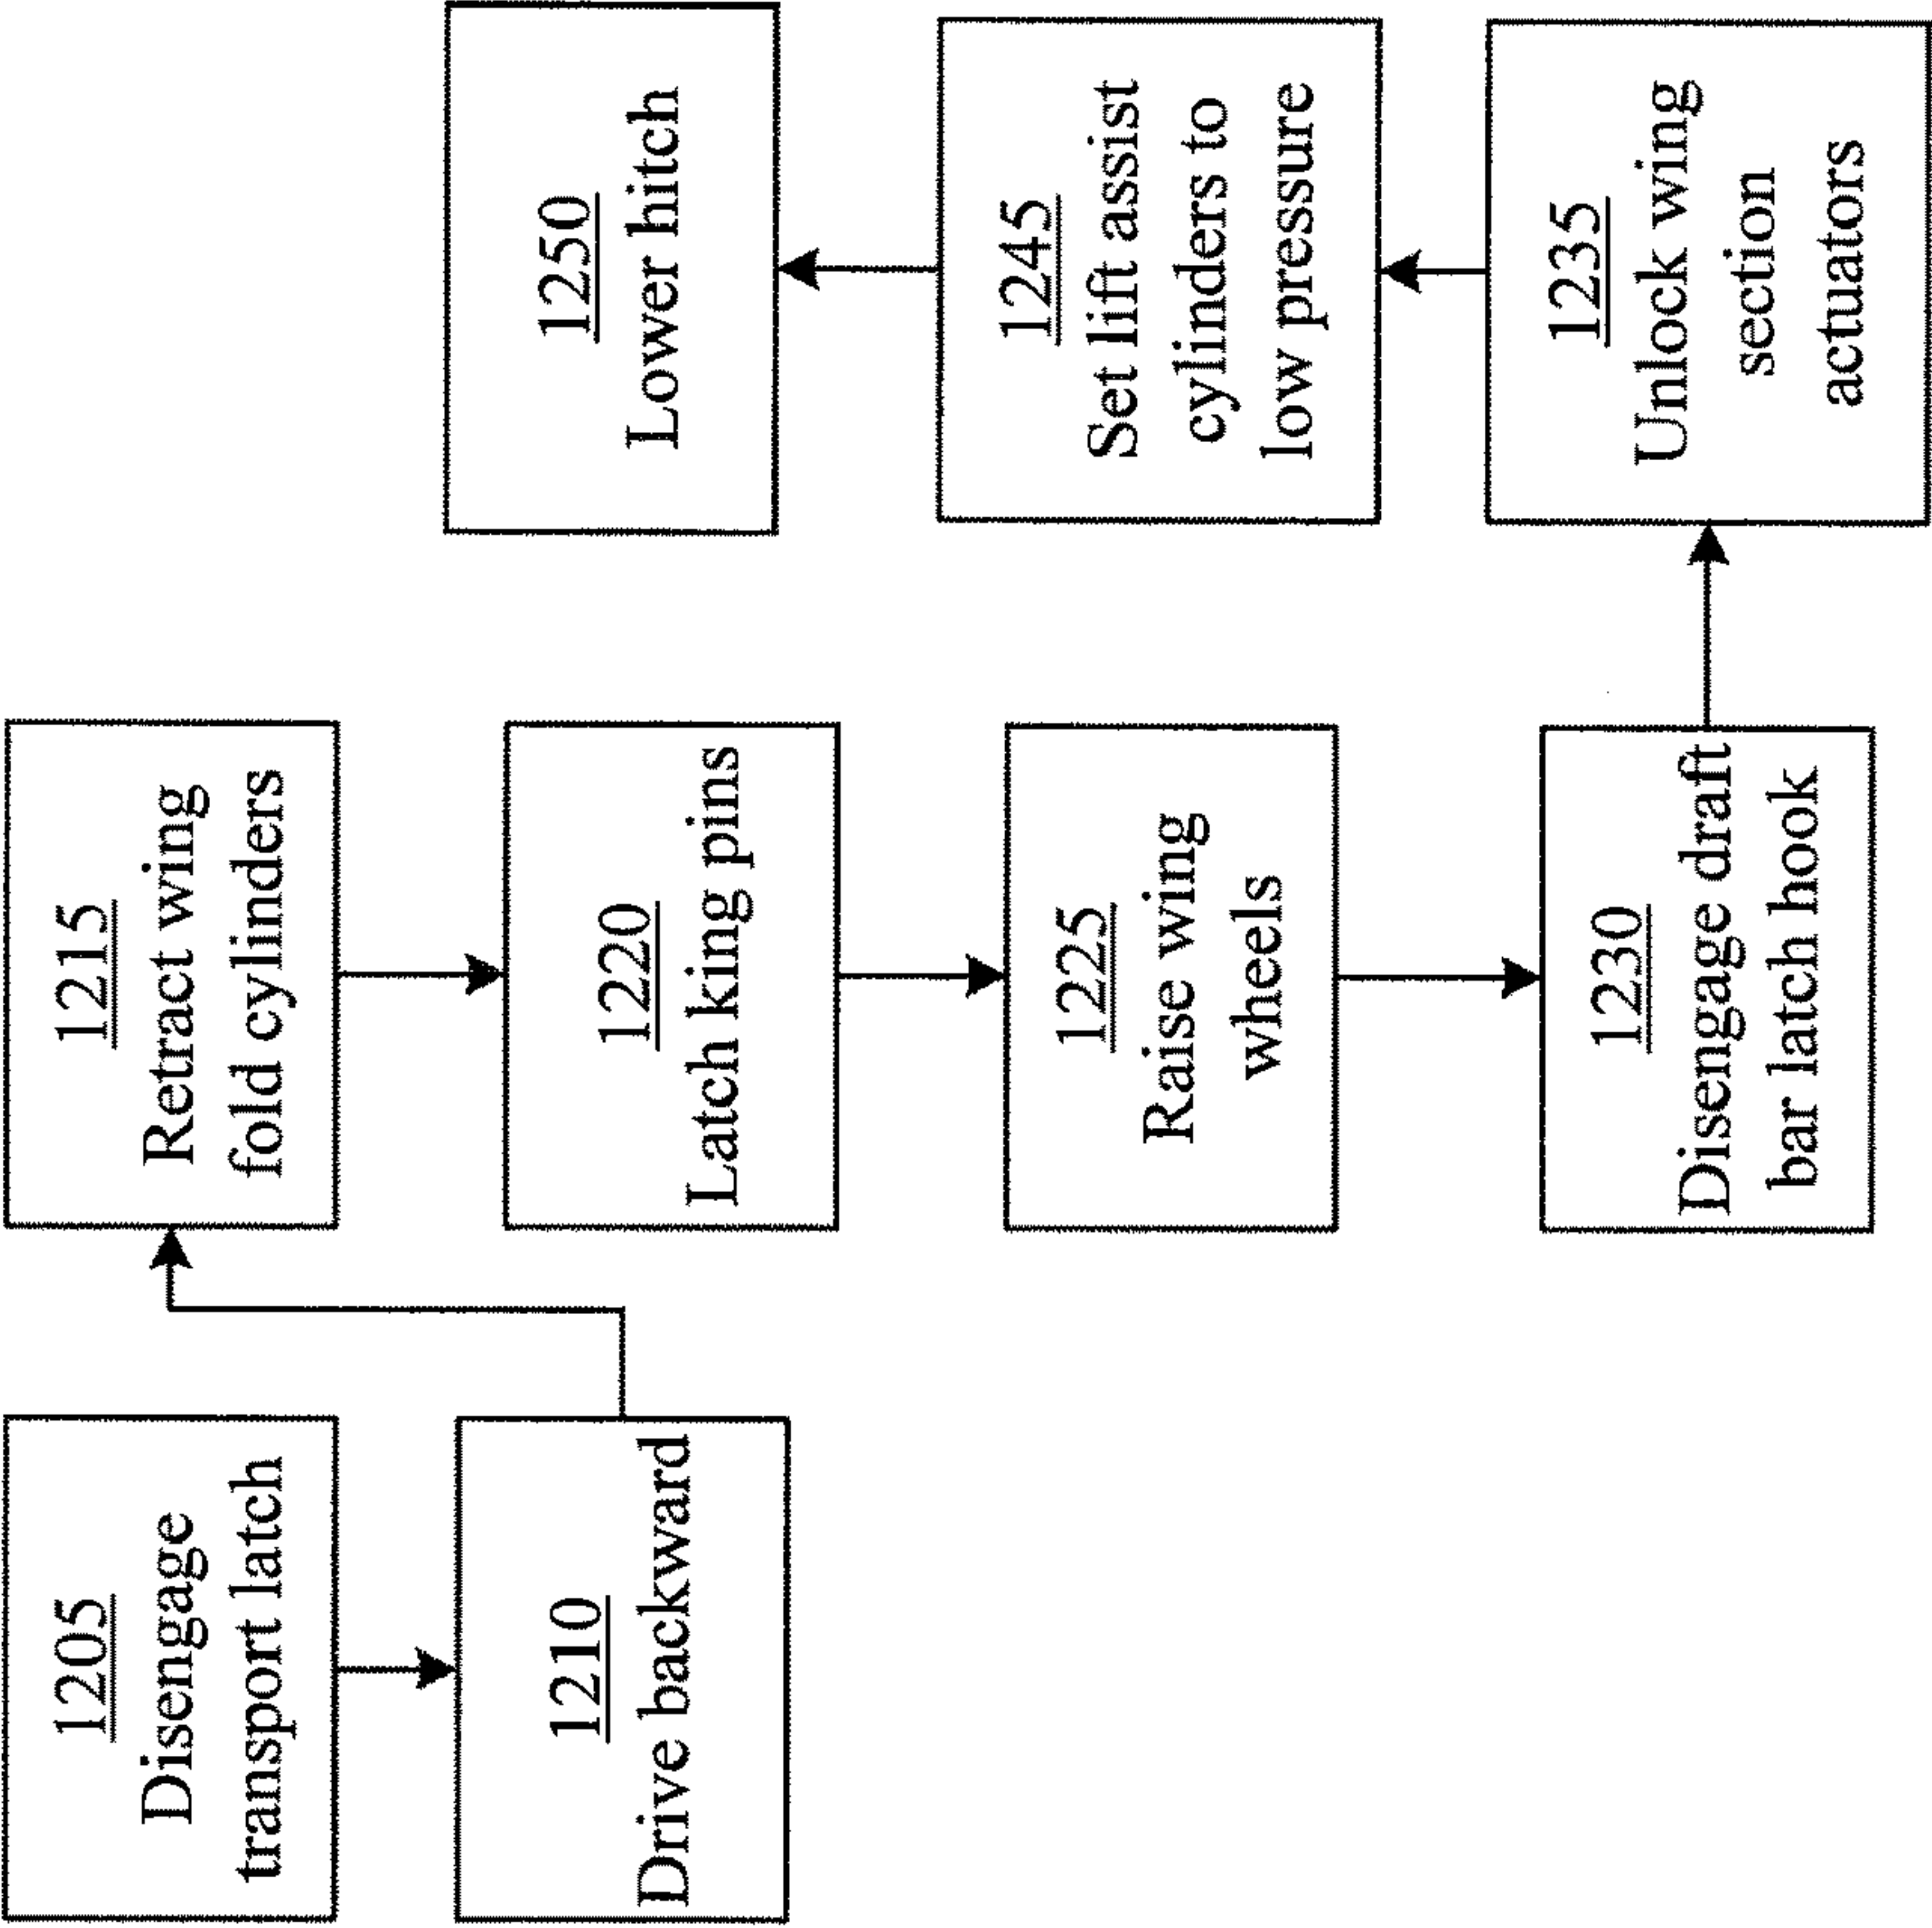 1205
Disengage
transport latch
1210
Drive backward
1215
Retract wing
fold cylinders
1220
Latch king pins
1225
Raise wing
wheels
1230
Disengage draft
bar latch hook
1235
Unlock wing
section
actuators
1245
Set lift assist
cylinders to
low pressure
1250
Lower hitch